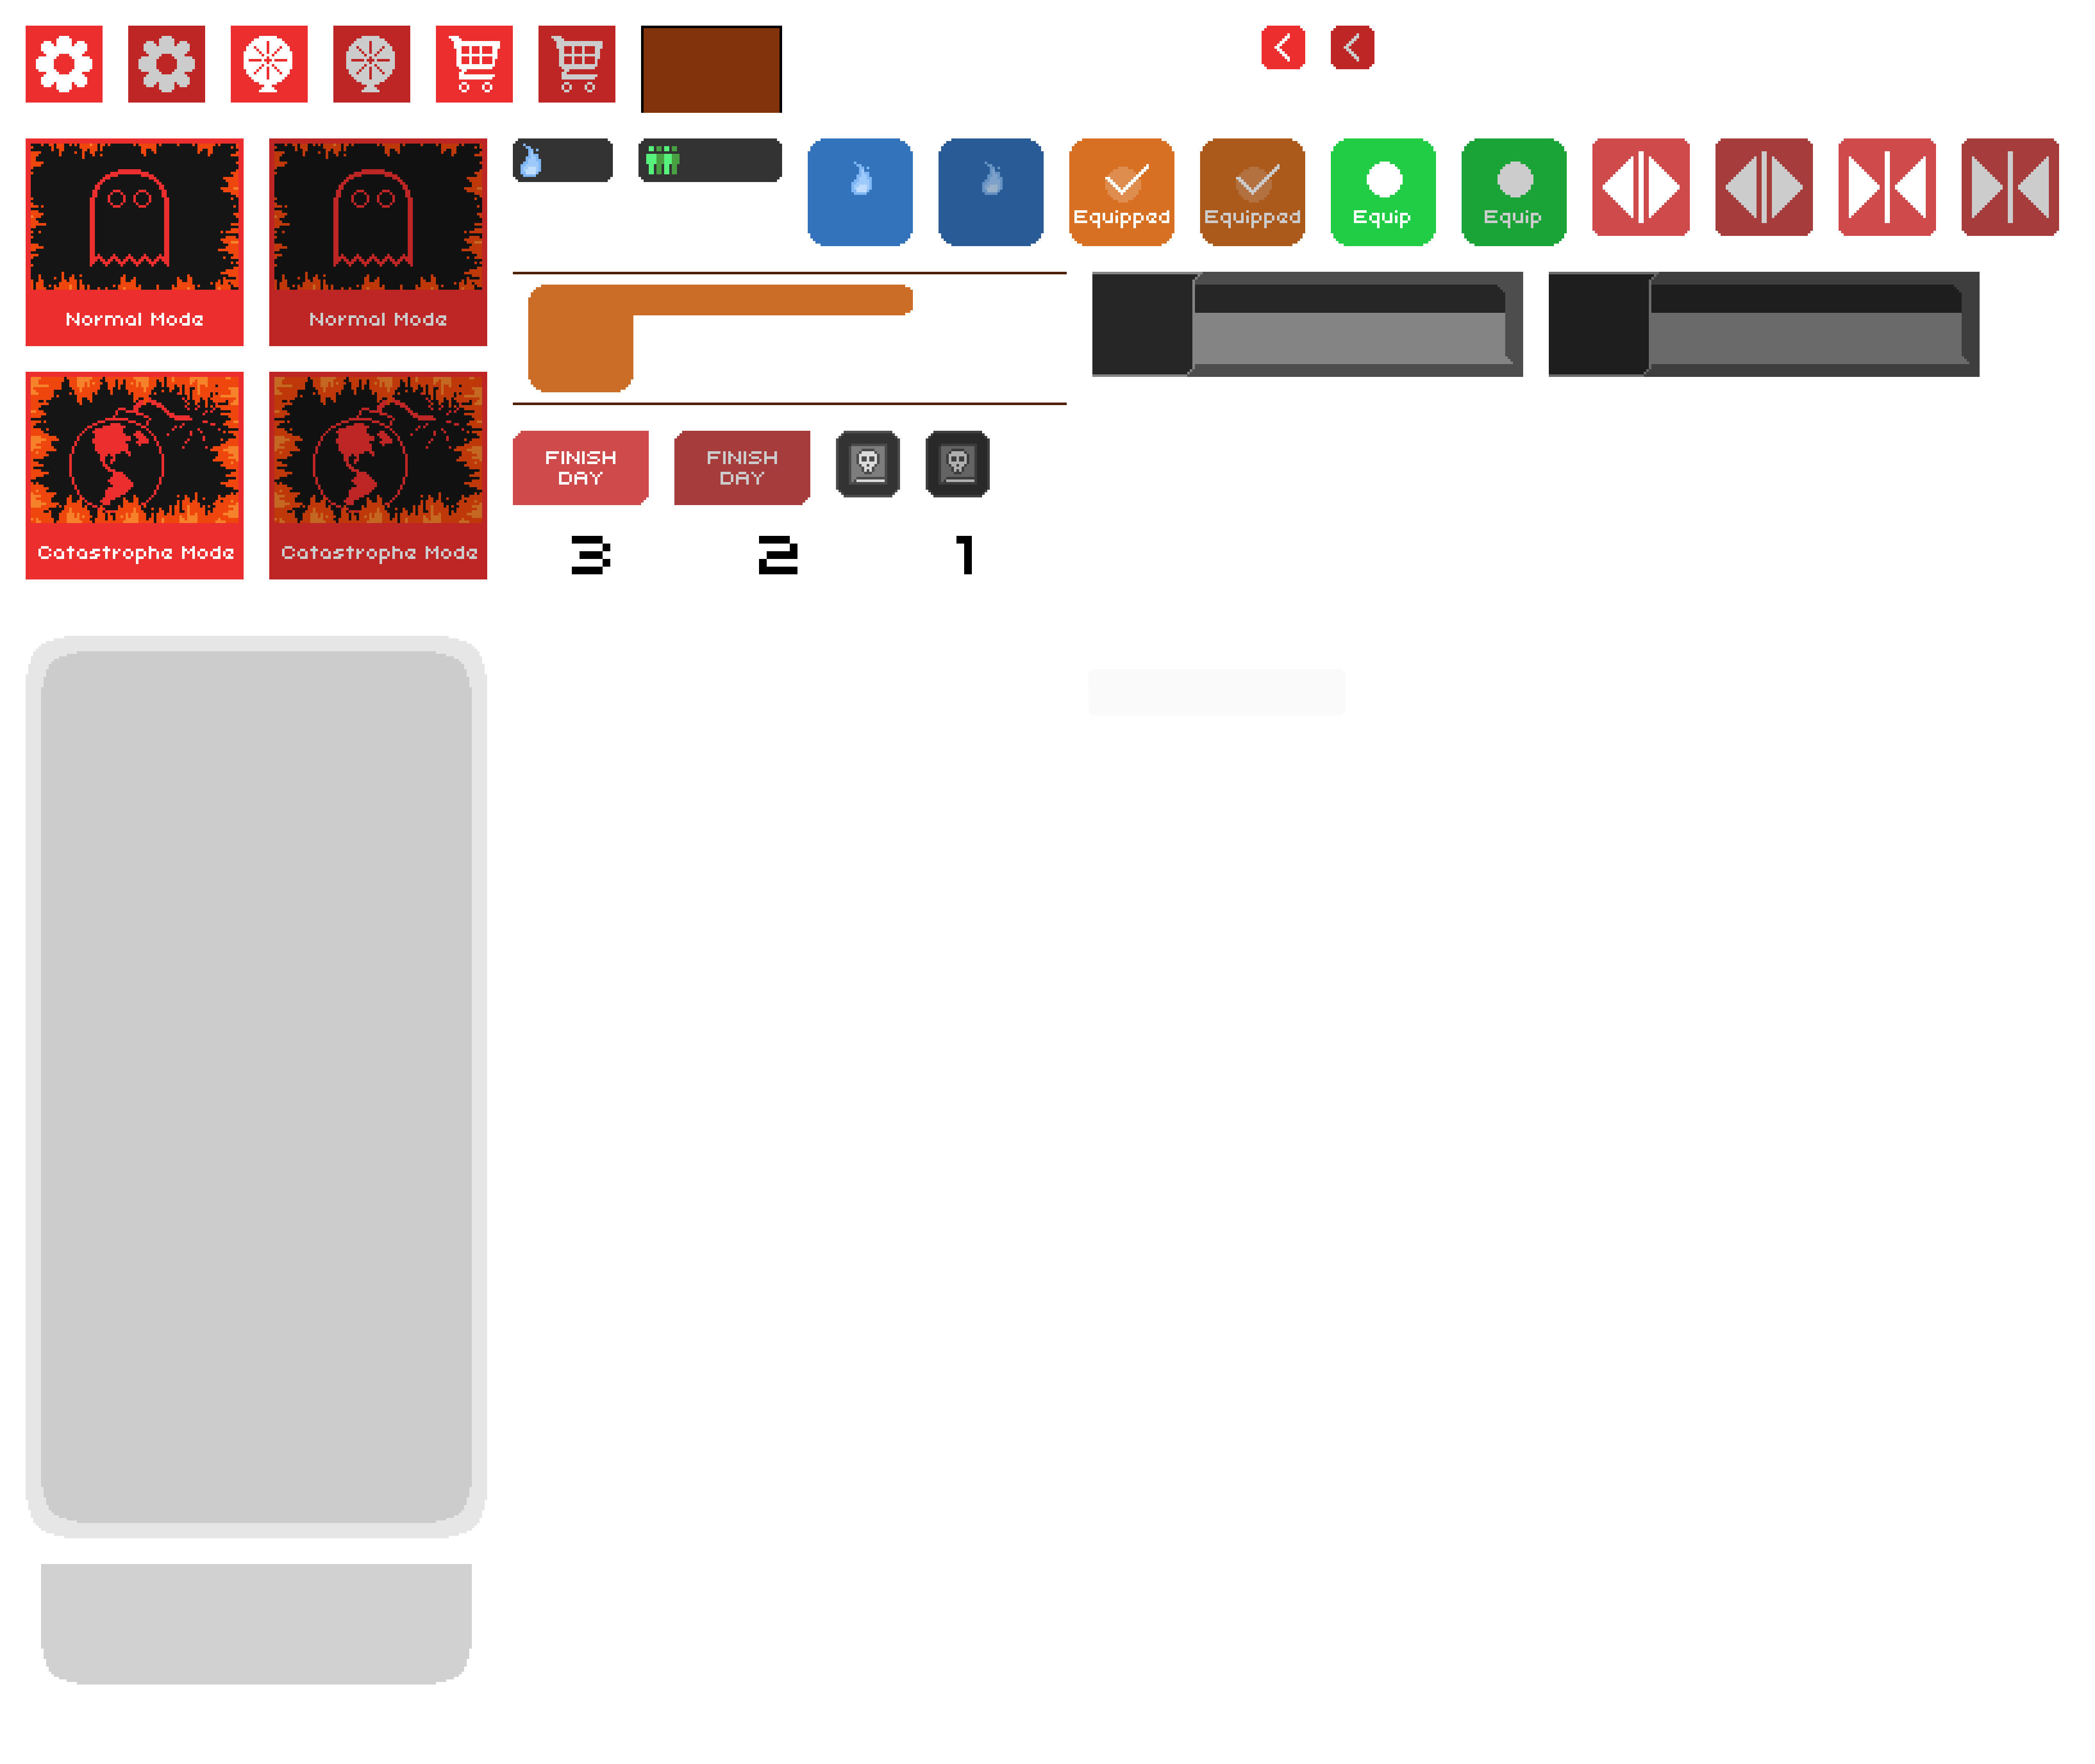 Equipped
Equipped
Equip
Equip
Normal Mode
Normal Mode
FINISH
DAY
FINISH
DAY
Catastrophe Mode
Catastrophe Mode
3
2
1